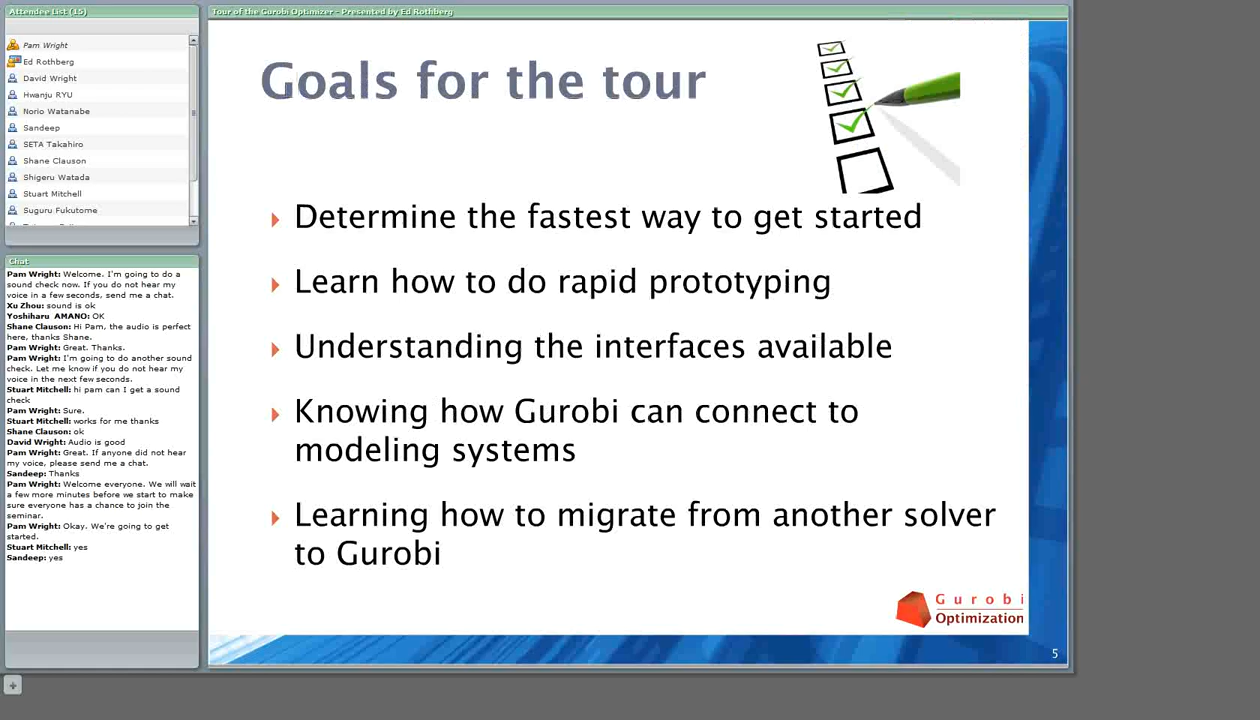 Attendee List (15)
Pam Wright
Ed Rothberg
David Wright
Hwanju RYU
Norio Watanabe
Sandeep
SETA Takahiro
Shane Clauson
Shigeru Watada
Stuart Mitchell
Suguru Fukutome
Chat
Pam Wright: Welcome. I'm going to do a
sound check now. If you do not hear my
voice in a few seconds, send me a chat.
Xu Zhou: sound is ok
Yoshiharu AMANO: OK
Shane Clauson: Hi Pam, the audio is perfect
here, thanks Shane.
Pam Wright: Great. Thanks.
Pam Wright: I'm going to do another sound
check. Let me know if you do not hear my
voice in the next few seconds.
Stuart Mitchell: hi pam can I get a sound
check
Pam Wright: Sure.
Stuart Mitchell: works for me thanks
Shane Clauson: ok
David Wright: Audio is good
Pam Wright: Great. If anyone did not hear
my voice, please send me a chat.
Sandeep: Thanks
Pam Wright: Welcome everyone. We will wait
a few more minutes before we start to make
sure everyone has a chance to join the
seminar.
Pam Wright: Okay. We're going to get
started.
Stuart Mitchell: yes
Sandeep: yes
Tour of the Gurobi Optimizer - Presented by Ed Rothberg
Goals for the tour
Determine the fastest way to get started
Learn how to do rapid prototyping
Understanding the interfaces available
Knowing how Gurobi can connect to
modeling systems
Learning how to migrate from another solver
to Gurobi
Gurobi
Optimization
5